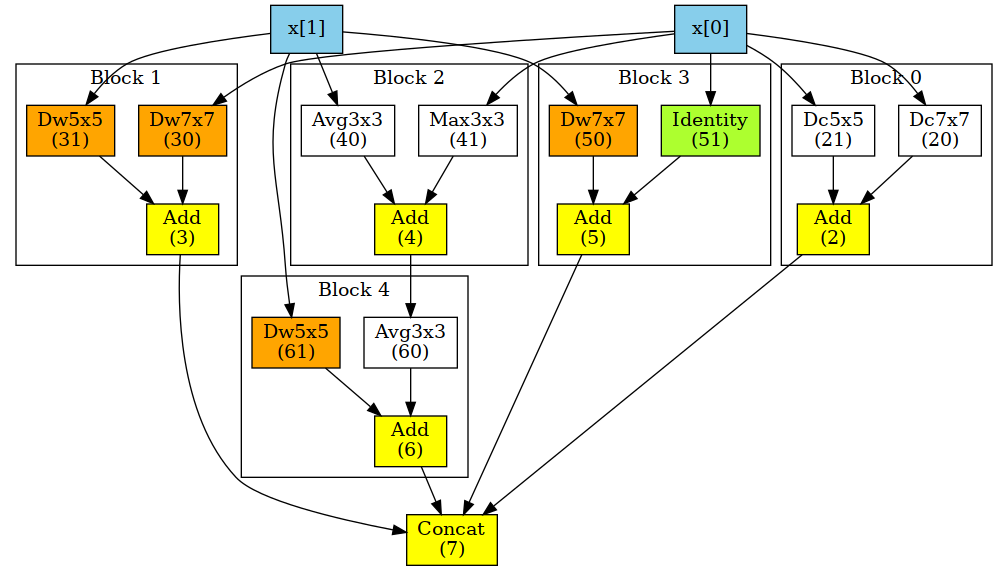 x[1]
x[0]
Block 1
Block 2
Block 3
Block 0
Dw5x5
(31)
Dw7x7
(30)
Avg3x3
(40)
Max3x3
(41)
Dw7x7
(50)
Identity
(51)
Dc5x5
(21)
Dc7x7
(20)
Add
(3)
Add
(4)
Add
(5)
Add
(2)
Block 4
Dw5x5
(61)
Avg3x3
(60)
Add
(6)
Concat
(7)